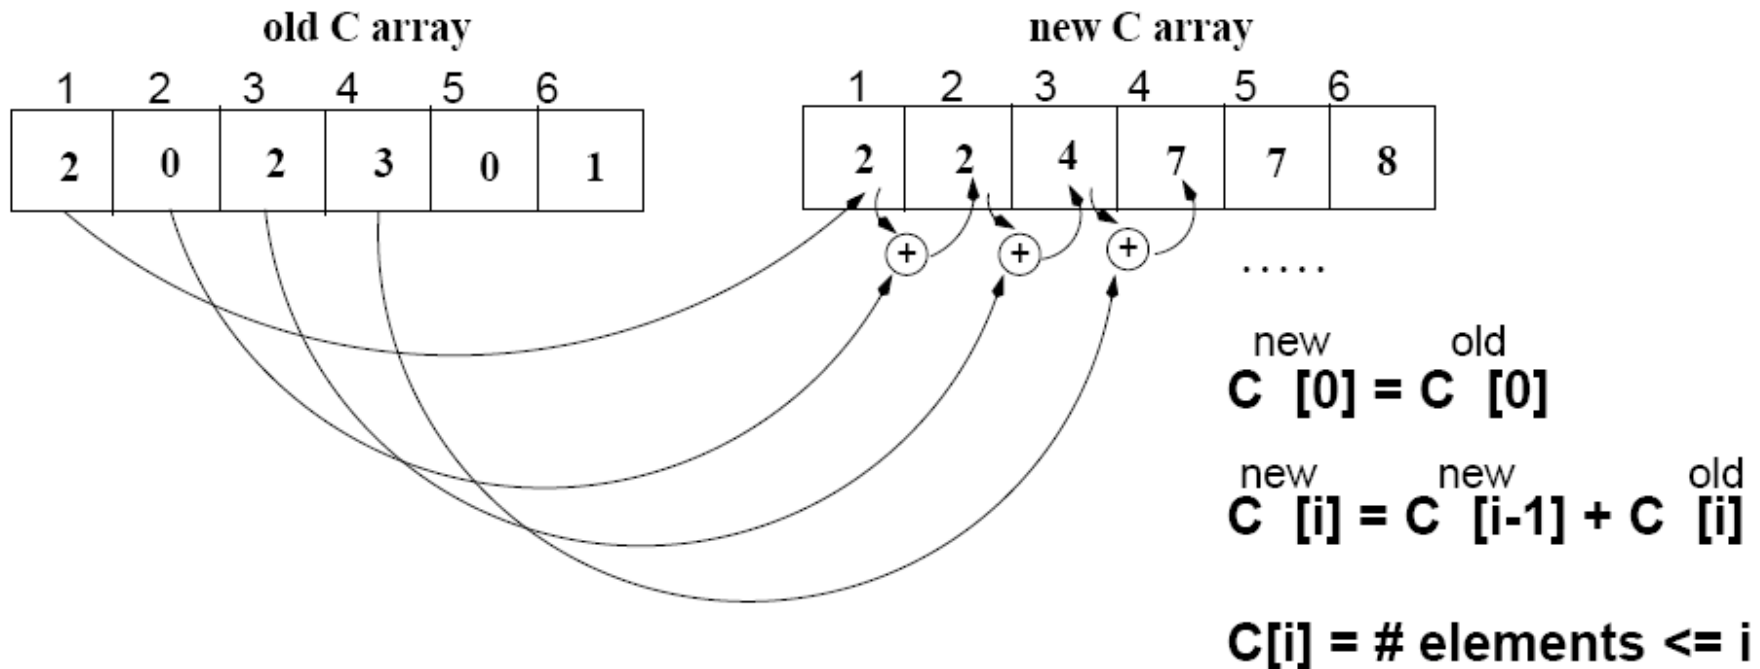 old C array
1 2 3 4 5 6
2 0 2 3 0 1
new C array
1 2 3 4 5 6
2 2 4 7 7 8
+ + +
.....
new old
C [0] = C [0]
new new old
C [i] = C [i-1] + C [i]
C[i] = # elements <= i